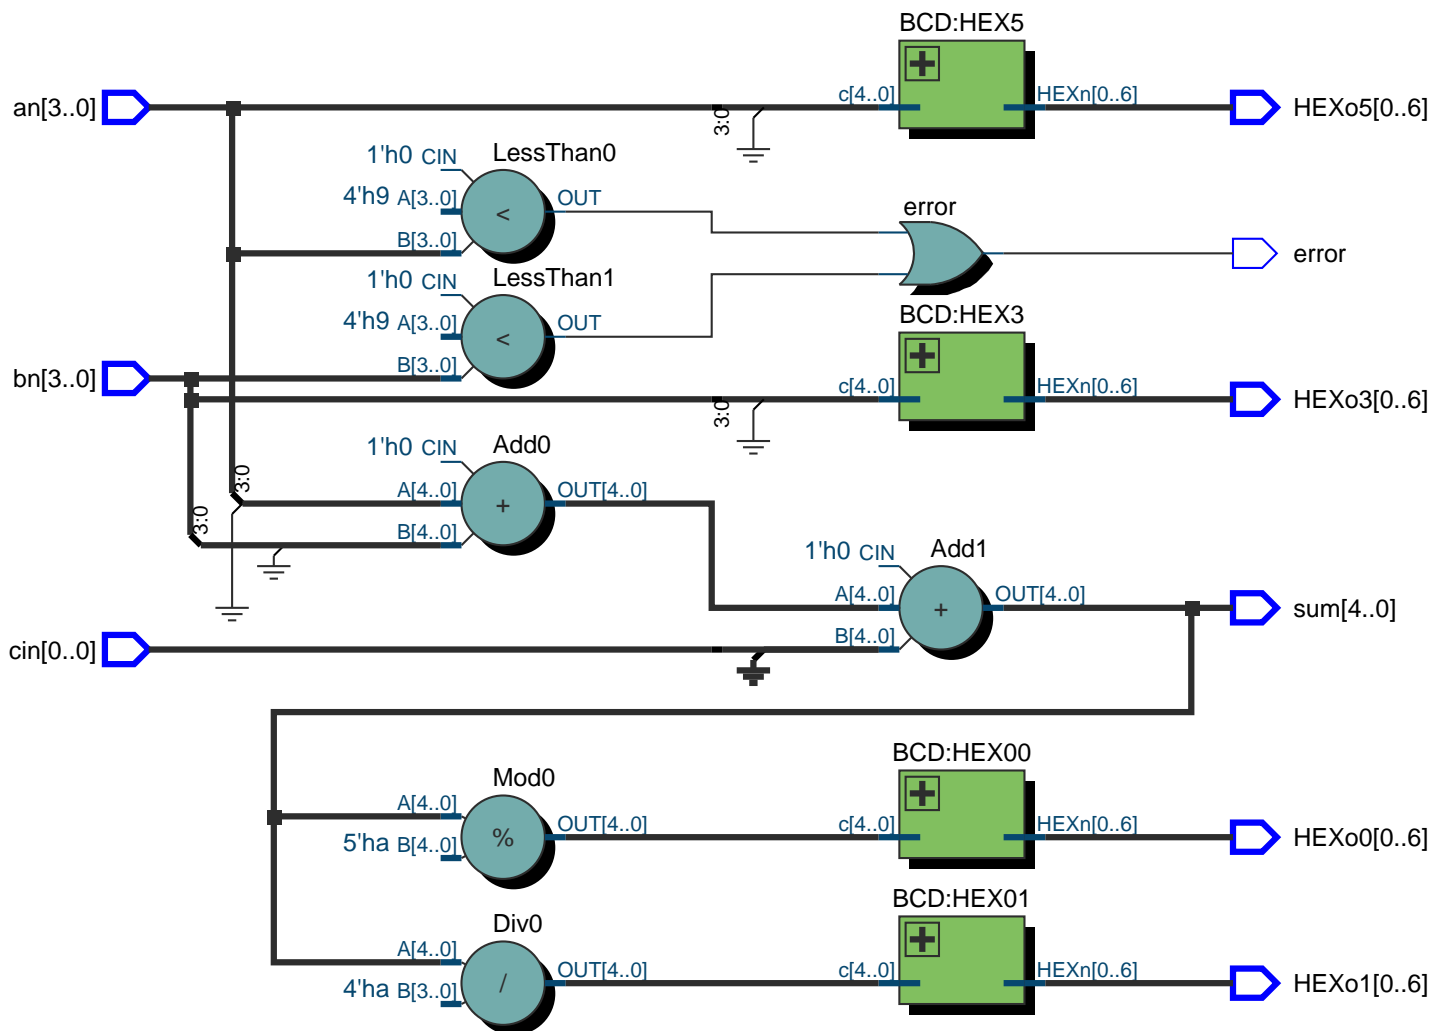 BCD:HEX5
an[3..0]
c[4..0]
HEXn[0..6]
HEXo5[0..6]
3:0
1'h0 CIN
LessThan0
4'h9 A[3..0]
<
OUT
B[3..0]
error
error
1'h0 CIN
LessThan1
4'h9 A[3..0]
<
OUT
B[3..0]
bn[3..0]
BCD:HEX3
c[4..0]
HEXn[0..6]
HEXo3[0..6]
3:0
1'h0 CIN
Add0
3:0
A[4..0]
+
OUT[4..0]
3:0
B[4..0]
1'h0 CIN
Add1
A[4..0]
+
OUT[4..0]
sum[4..0]
B[4..0]
cin[0..0]
Mod0
A[4..0]
%
OUT[4..0]
5'ha B[4..0]
BCD:HEX00
c[4..0]
HEXn[0..6]
HEXo0[0..6]
Div0
A[4..0]
/
OUT[4..0]
4'ha B[3..0]
BCD:HEX01
c[4..0]
HEXn[0..6]
HEXo1[0..6]